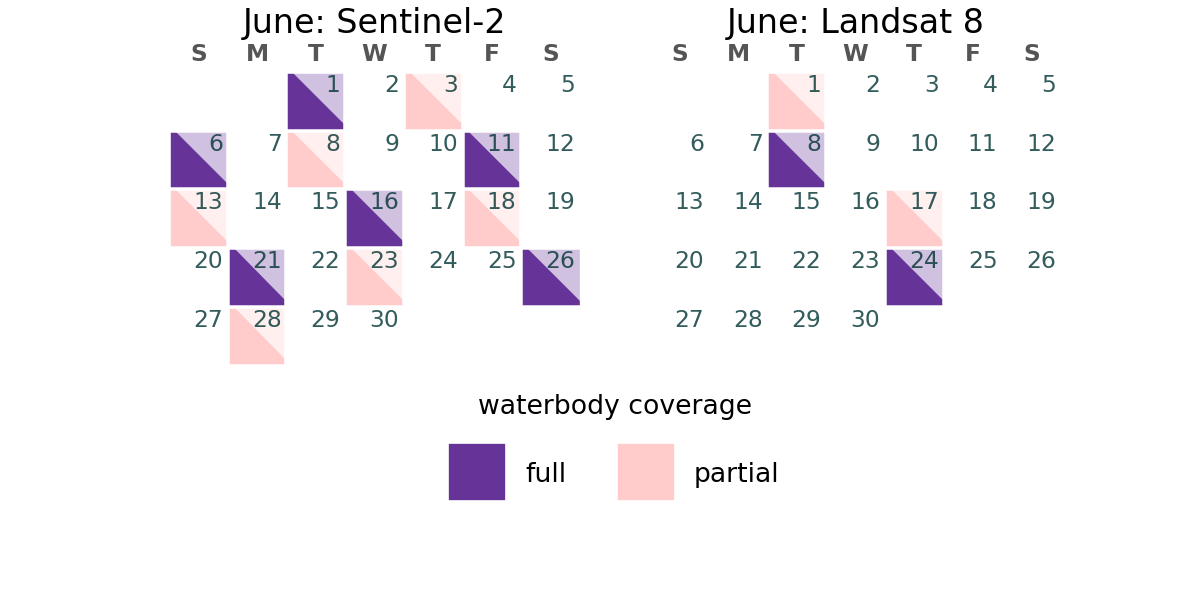 June: Sentinel-2
S M T W T F S
1 2 3 4 5
6 7 8 9 10 11 12
13 14 15 16 17 18 19
20 21 22 23 24 25 26
27 28 29 30
June: Landsat 8
S M T W T F S
1 2 3 4 5
6 7 8 9 10 11 12
13 14 15 16 17 18 19
20 21 22 23 24 25 26
27 28 29 30
waterbody coverage
full partial